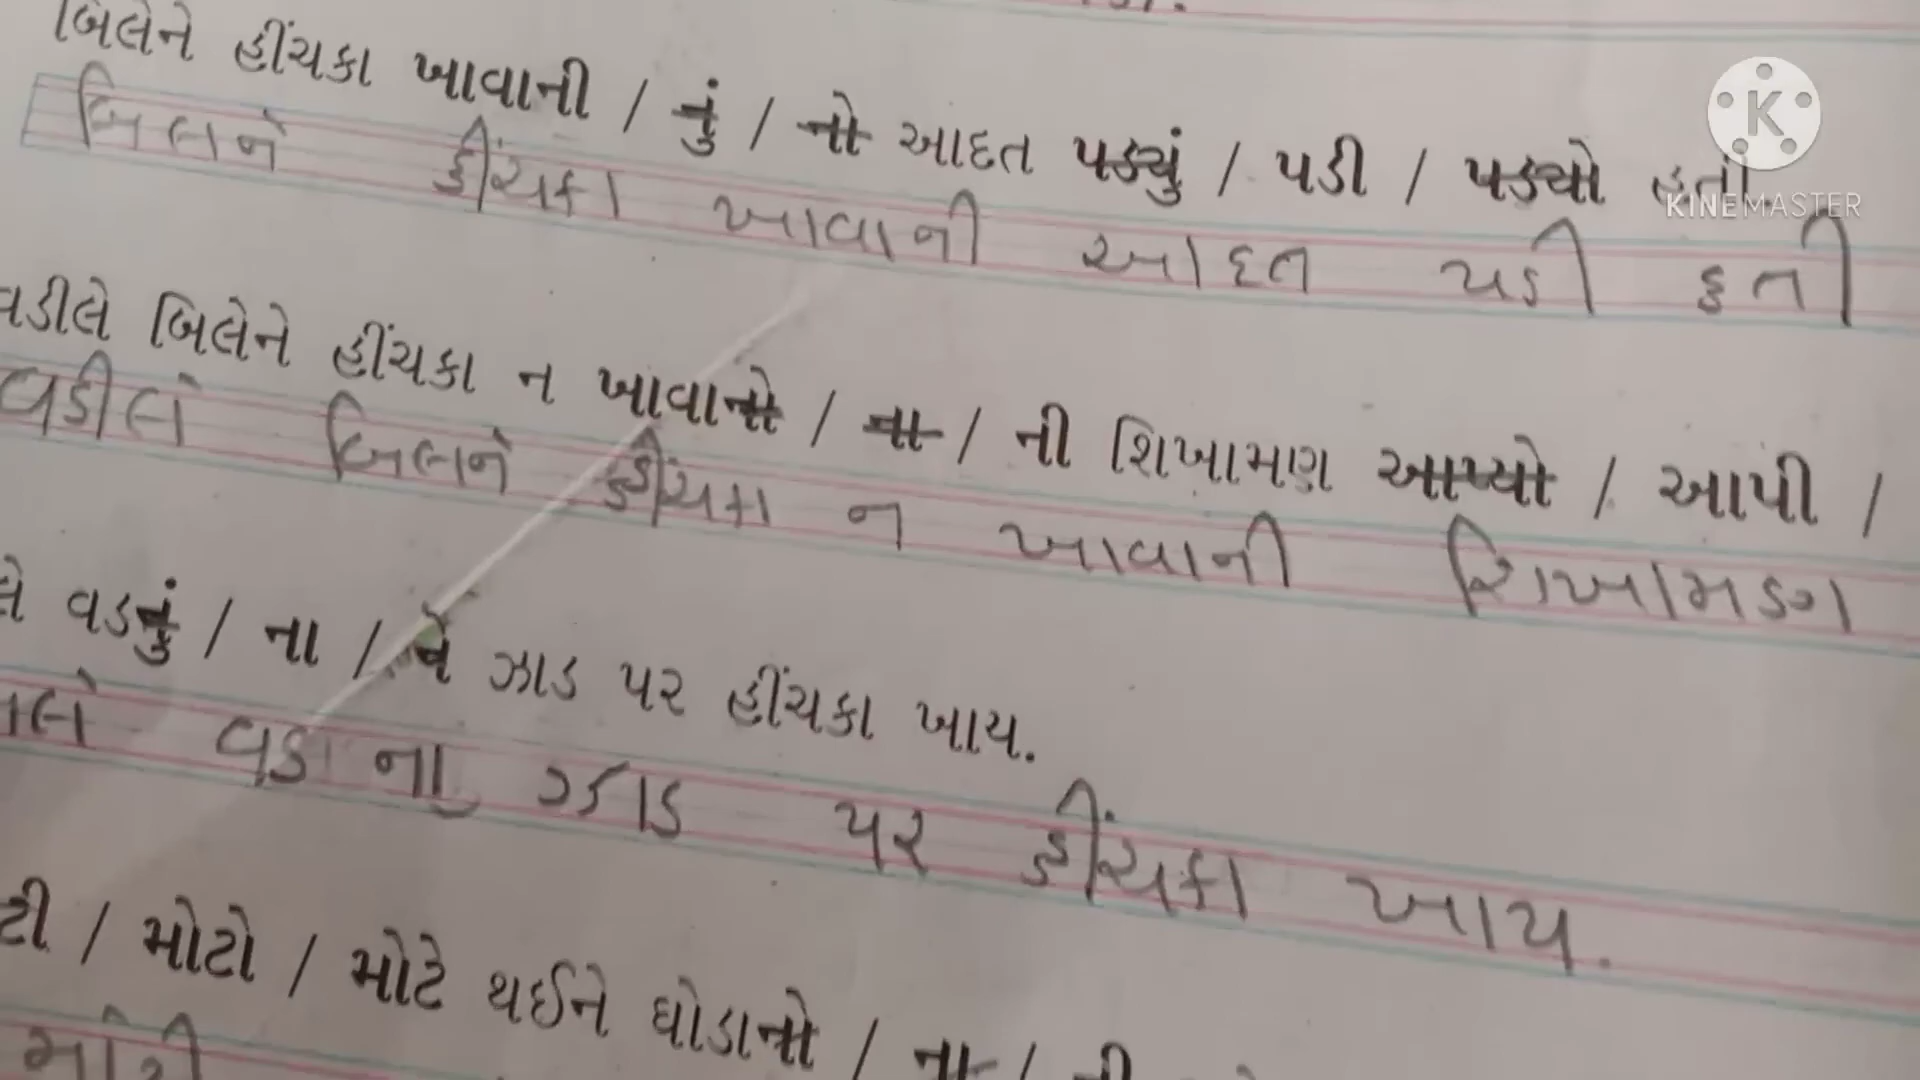 બિલેને હીંચકા ખાવાની / નું / નો આદત પડ્યું / પડી / પડ્યો હતી.
બિલને હીંચકા ખાવાની આદત પડી હતી
વડીલે બિલેને હીંચકા ન ખાવાનો / ના / ની શિખામણ આપ્યો / આપી /
વડીલે બિલને હીંચકા ન ખાવાની શિખામણ
લે વડનું / ના / ને ઝાડ પર હીંચકા ખાય.
લે વડના ઝાડ પર હીંચકા ખાય.
ટી / મોટો / મોટે થઈને ઘોડાનો / ના / ની
મોટી
K
KINEMASTER